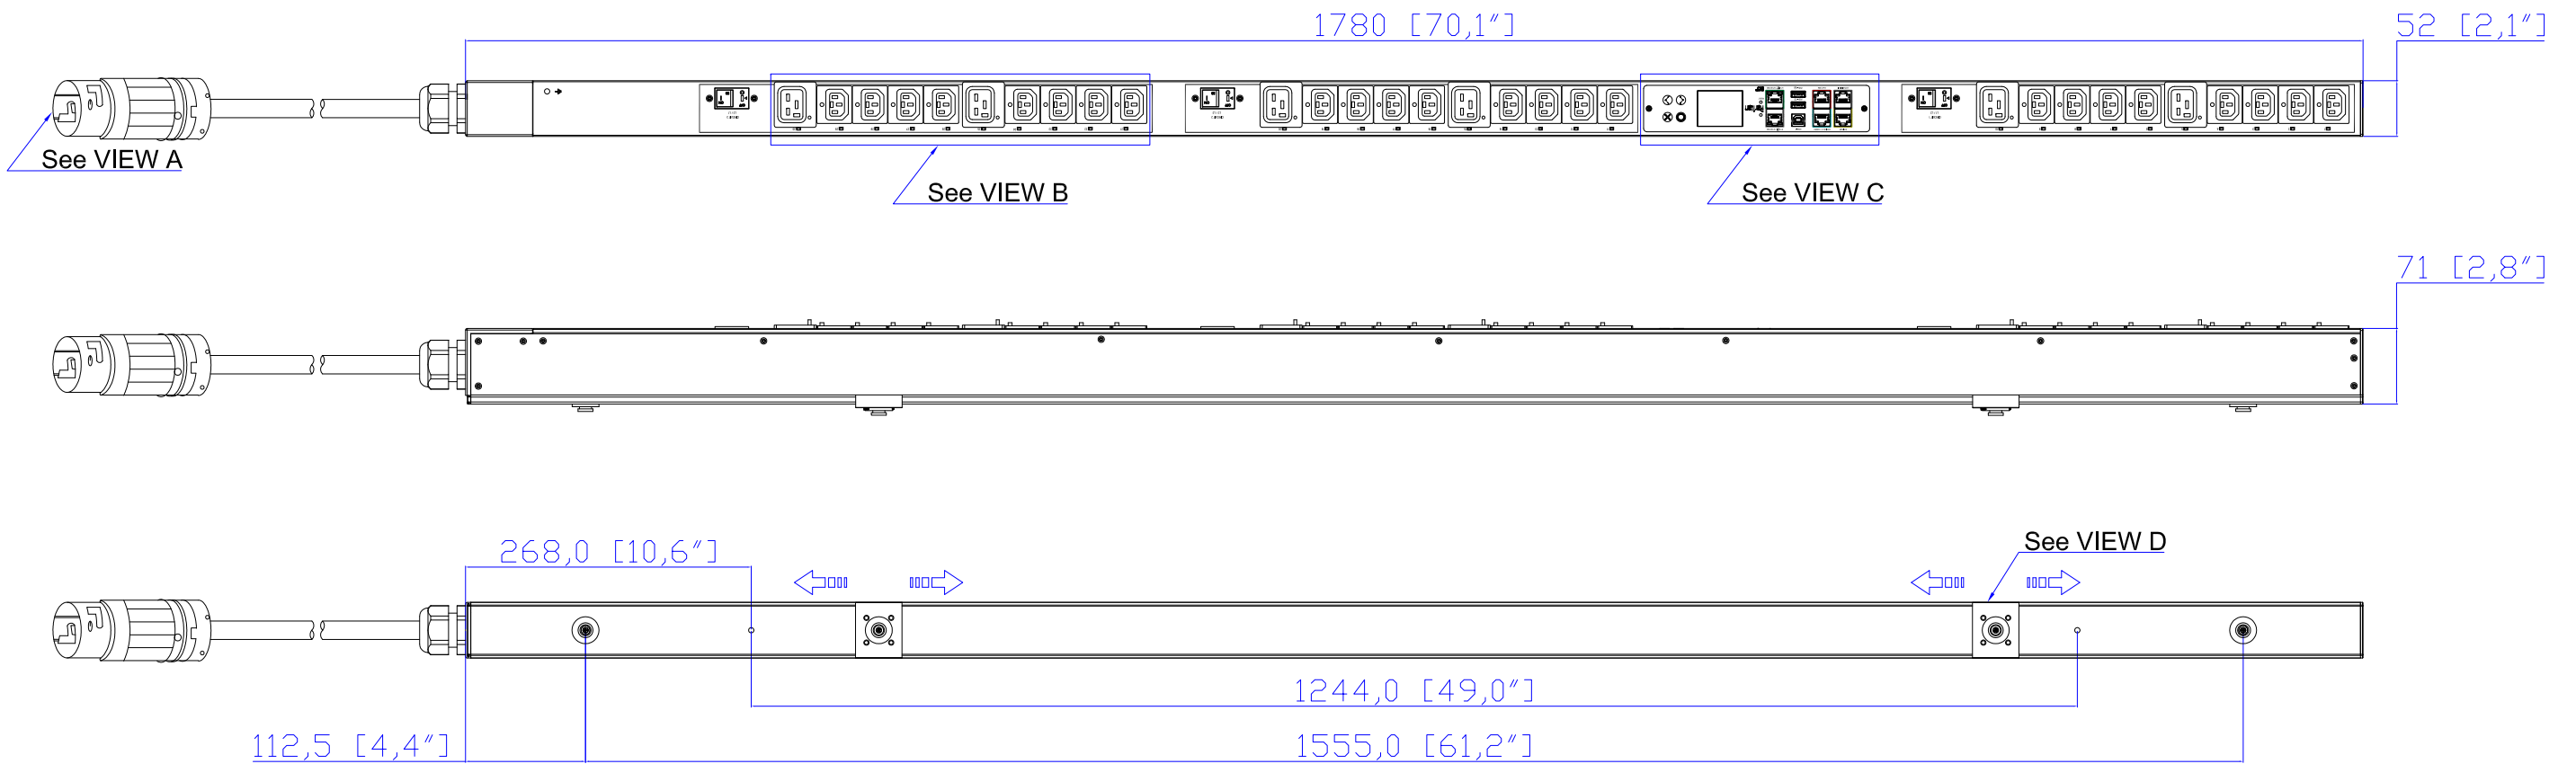 1780 [70,1"]
52 [2,1"]
See VIEW A
See VIEW B
See VIEW C
71 [2,8"]
268,0 [10,6"]
See VIEW D
1244,0 [49,0"]
112,5 [4,4"]
1555,0 [61,2"]